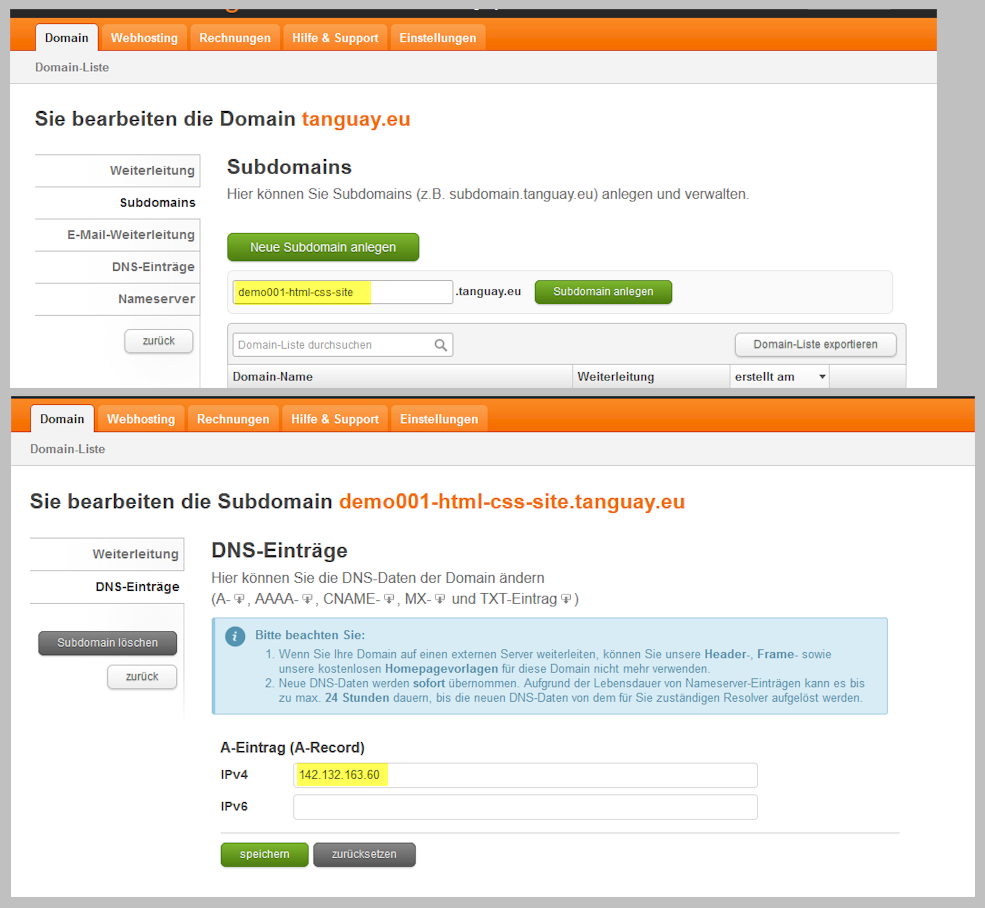 Domain Webhosting Rechnungen Hilfe & Support Einstellungen
Domain-Liste
Sie bearbeiten die Domain tanguay.eu
Weiterleitung
Subdomains
E-Mail-Weiterleitung
DNS-Einträge
Nameserver
zurück
Subdomains
Hier können Sie Subdomains (z.B. subdomain.tanguay.eu) anlegen und verwalten.
Neue Subdomain anlegen
demo001-html-css-site .tanguay.eu Subdomain anlegen
Domain-Liste durchsuchen Domain-Liste exportieren
Domain-Name Weiterleitung erstellt am
Domain Webhosting Rechnungen Hilfe & Support Einstellungen
Domain-Liste
Sie bearbeiten die Subdomain demo001-html-css-site.tanguay.eu
Weiterleitung
DNS-Einträge
Subdomain löschen
zurück
DNS-Einträge
Hier können Sie die DNS-Daten der Domain ändern
(A- , AAAA- , CNAME- , MX- und TXT-Eintrag )
Bitte beachten Sie:
1. Wenn Sie Ihre Domain auf einen externen Server weiterleiten, können Sie unsere Header-, Frame- sowie
unsere kostenlosen Homepagevorlagen für diese Domain nicht mehr verwenden.
2. Neue DNS-Daten werden sofort übernommen. Aufgrund der Lebensdauer von Nameserver-Einträgen kann es bis
zu max. 24 Stunden dauern, bis die neuen DNS-Daten von dem für Sie zuständigen Resolver aufgelöst werden.
A-Eintrag (A-Record)
IPv4 142.132.163.60
IPv6
speichern zurücksetzen